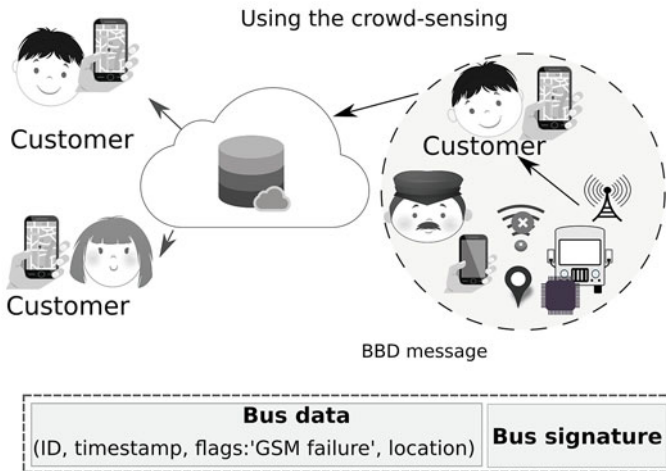 Using the crowd-sensing
Customer
Customer
Customer
BBD message
Bus data
(ID, timestamp, flags:'GSM failure', location)
Bus signature